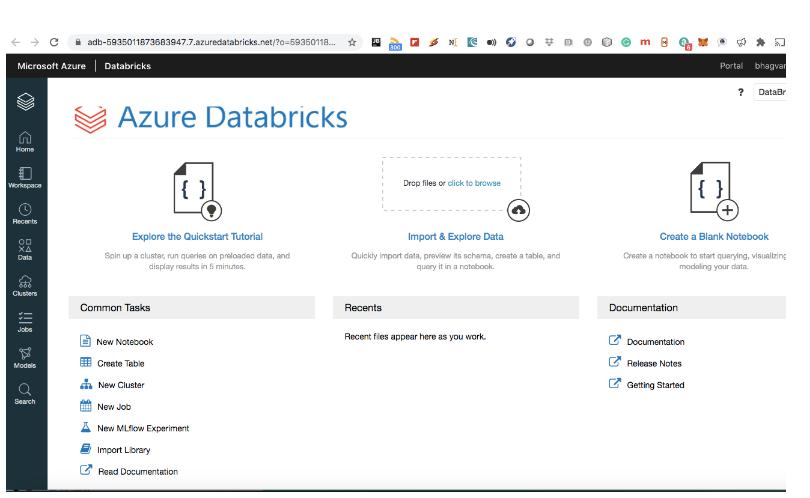 adb-5935011873683947.7.azuredatabricks.net/?o=59350118...
Microsoft Azure | Databricks
Portal bhagvar
? DataBr
Azure Databricks
Home
Workspace
Recents
Data
Clusters
Jobs
Models
Search
Drop files or click to browse
Explore the Quickstart Tutorial
Spin up a cluster, run queries on preloaded data, and
display results in 5 minutes.
Import & Explore Data
Quickly import data, preview its schema, create a table, and
query it in a notebook.
Create a Blank Notebook
Create a notebook to start querying, visualizing
modeling your data.
Common Tasks
New Notebook
Create Table
New Cluster
New Job
New MLflow Experiment
Import Library
Read Documentation
Recents
Recent files appear here as you work.
Documentation
Documentation
Release Notes
Getting Started